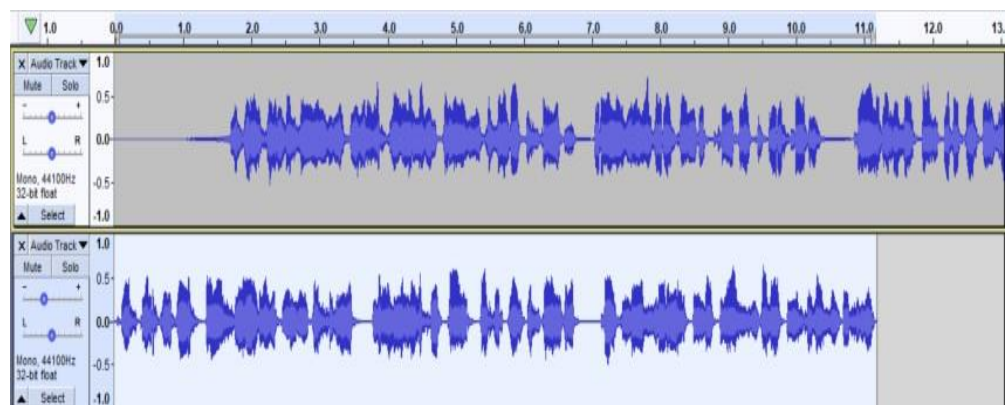 1.0 0.0 1.0 2.0 3.0 4.0 5.0 6.0 7.0 8.0 9.0 10.0 11.0 12.0 13.
X Audio Track ▼ 1.0
Mute Solo
- + 0.5
L R 0.0
Mono, 44100Hz
32-bit float -0.5
▲ Select -1.0
X Audio Track ▼ 1.0
Mute Solo
- + 0.5
L R 0.0
Mono, 44100Hz
32-bit float -0.5
▲ Select -1.0